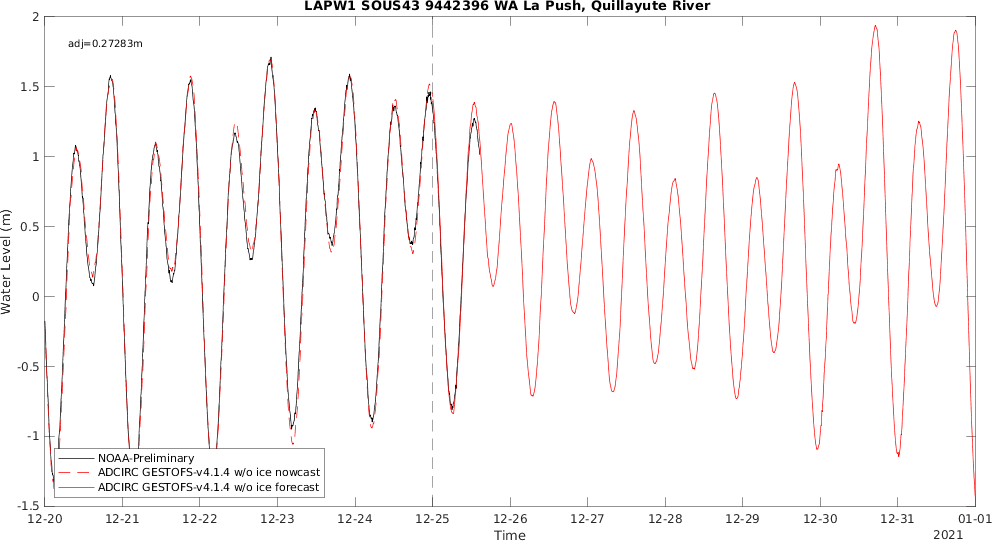 LAPW1 SOUS43 9442396 WA La Push, Quillayute River
adj=0.27283m
2
1.5
1
0.5
0
-0.5
-1
-1.5
Water Level (m)
NOAA-Preliminary
ADCIRC GESTOFS-v4.1.4 w/o ice nowcast
ADCIRC GESTOFS-v4.1.4 w/o ice forecast
12-20 12-21 12-22 12-23 12-24 12-25 12-26 12-27 12-28 12-29 12-30 12-31 01-01
Time
2021